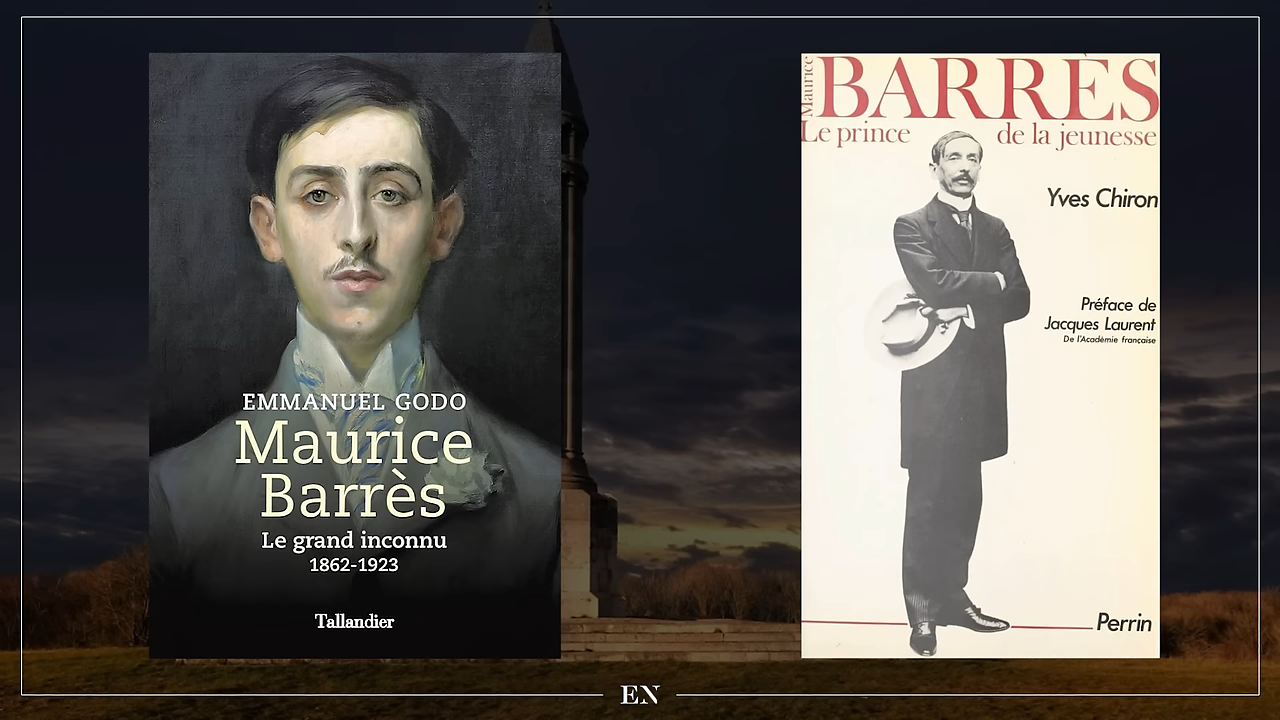 EMMANUEL GODO
Maurice
Barrès
Le grand inconnu
1862-1923
Tallandier
Maurice
BARRÈS
Le prince de la jeunesse
Yves Chiron
Préface de
Jacques Laurent
De l'Académie française
Perrin
EN